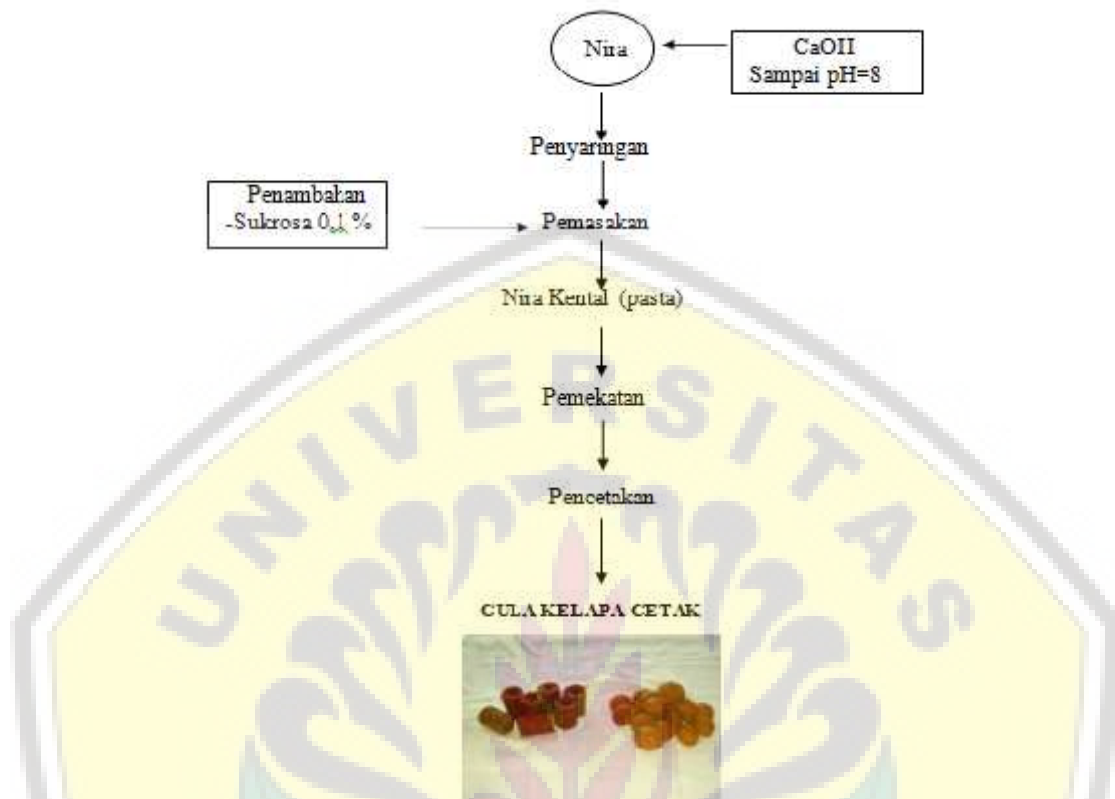 Nira
CaOH
Sampai pH=8
Penyaringan
Penambahan
-Sukrosa 0,1 %
Pemasakan
Nira Kental (pasta)
Pemekatan
Pencetakan
GULA KELAPA CETAK
UNIVERSITAS